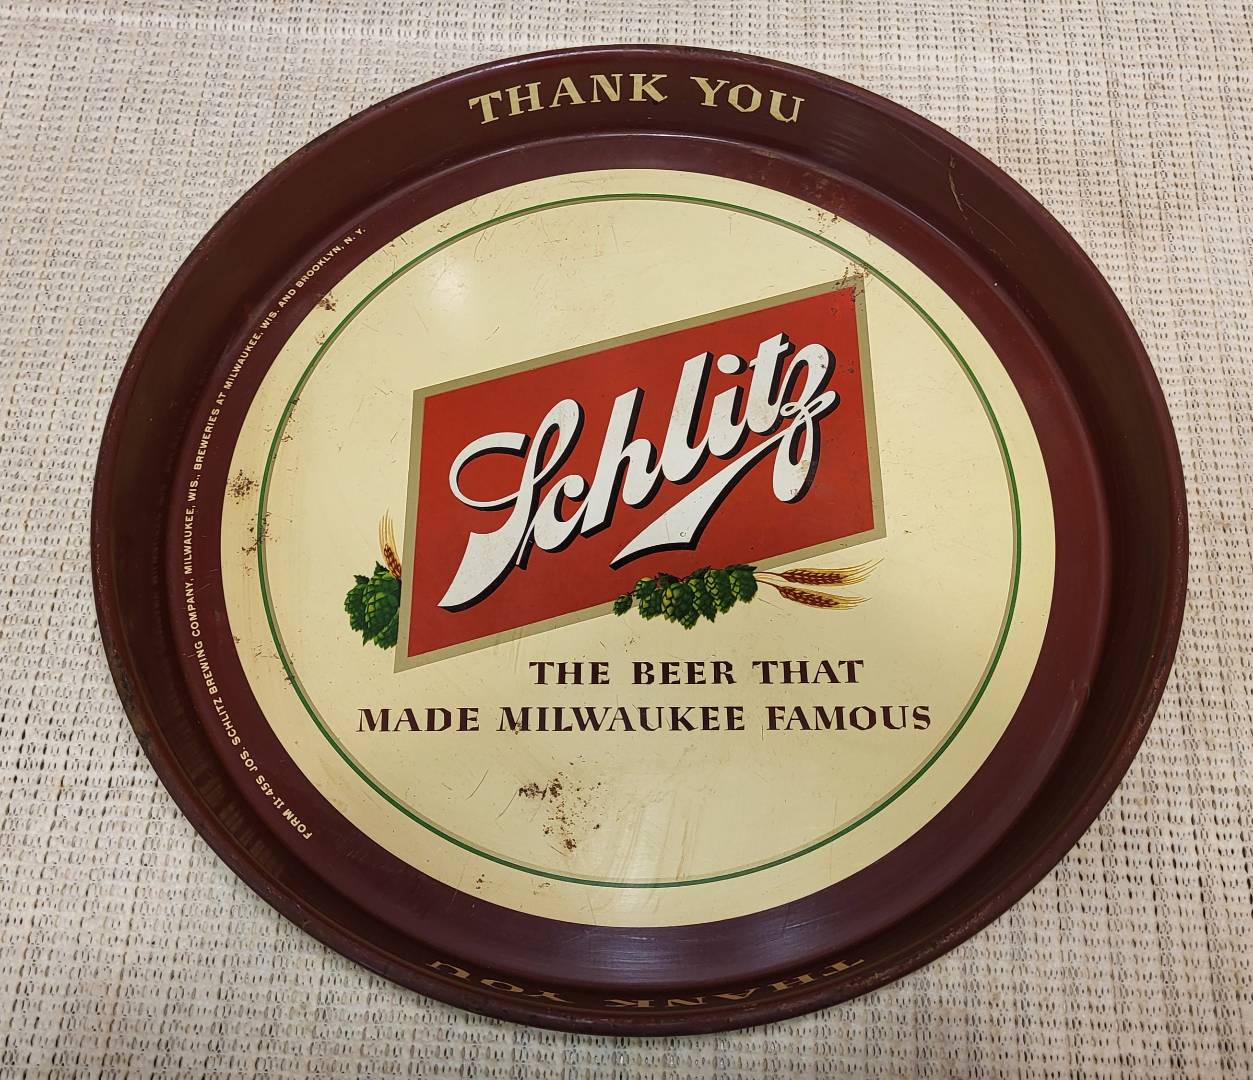 THANK YOU
Schlitz
THE BEER THAT
MADE MILWAUKEE FAMOUS
FORM 11-45S JOS. SCHLITZ BREWING COMPANY, MILWAUKEE, WIS., BREWERIES AT MILWAUKEE, WIS. AND BROOKLYN, N. Y.
THANK YOU